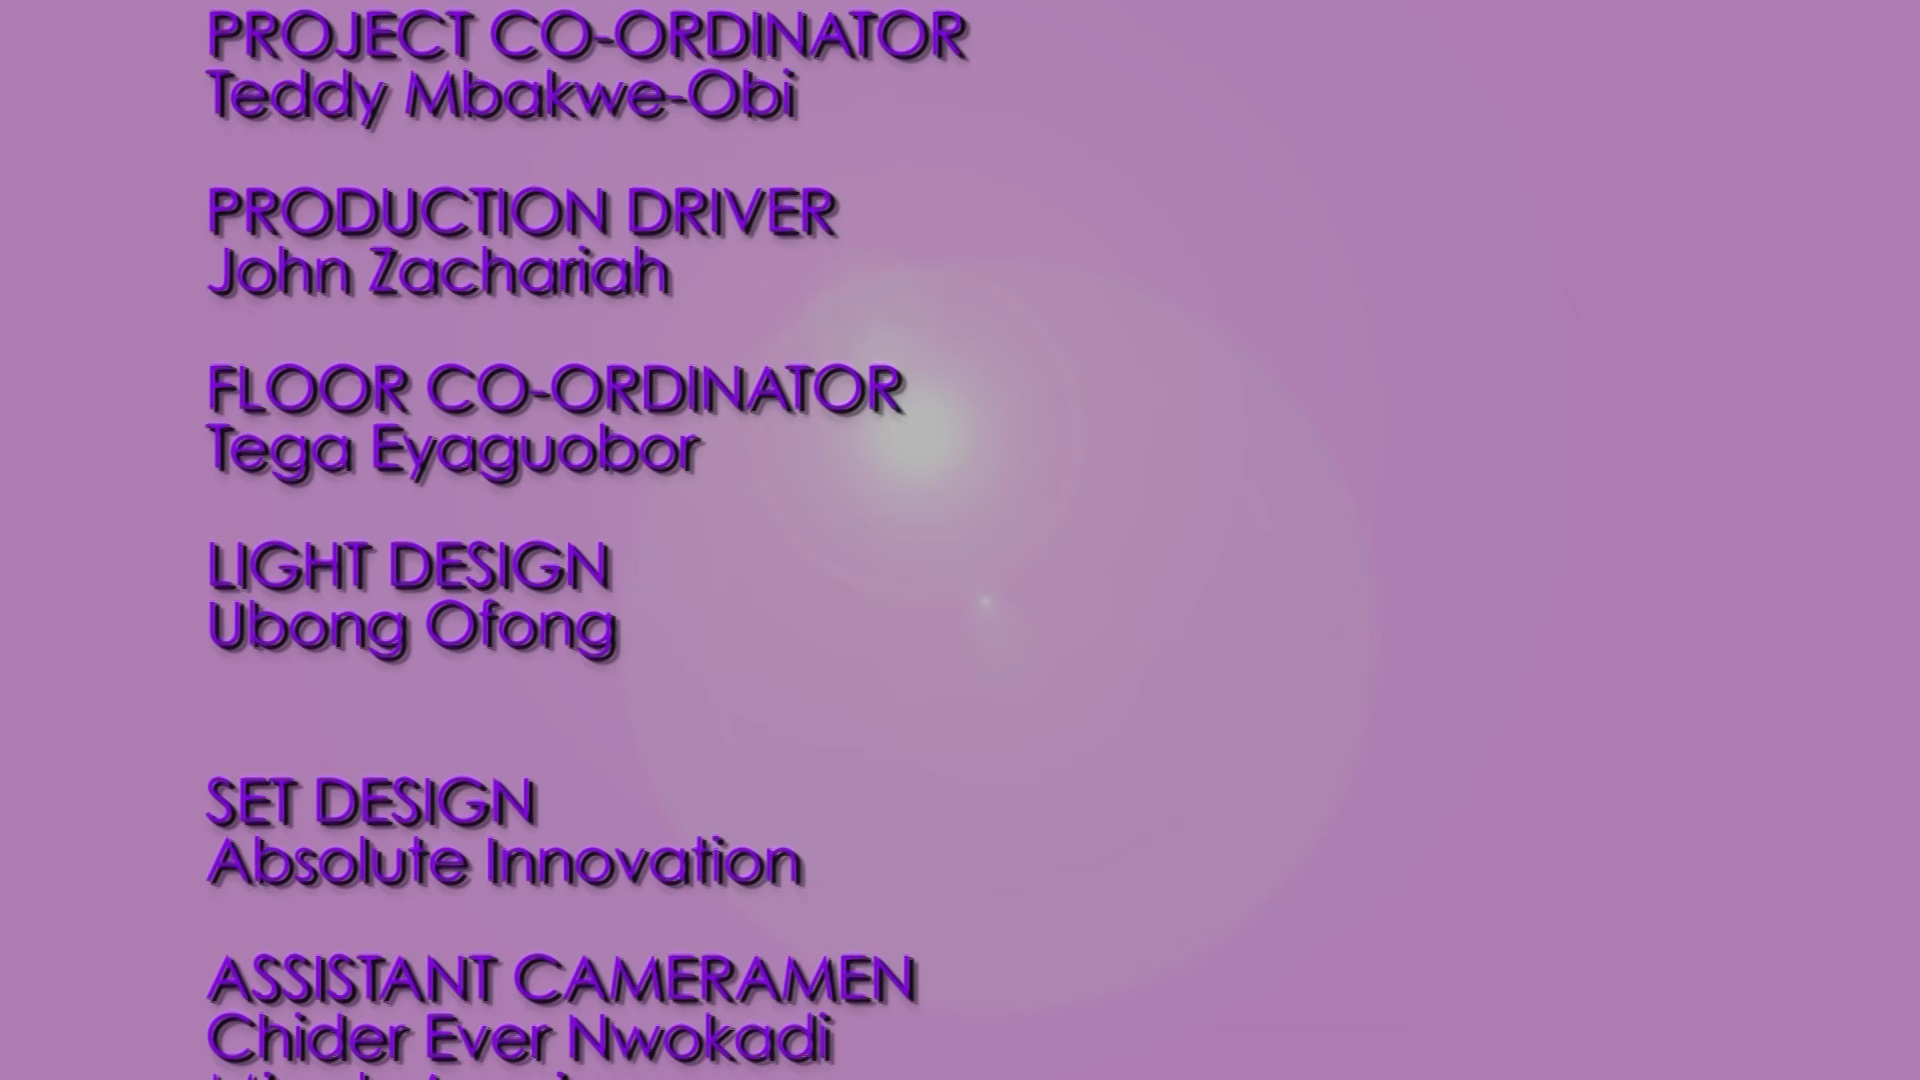 PROJECT CO-ORDINATOR
Teddy Mbakwe-Obi
PRODUCTION DRIVER
John Zachariah
FLOOR CO-ORDINATOR
Tega Eyaguobor
LIGHT DESIGN
Ubong Ofong
SET DESIGN
Absolute Innovation
ASSISTANT CAMERAMEN
Chider Ever Nwokadi